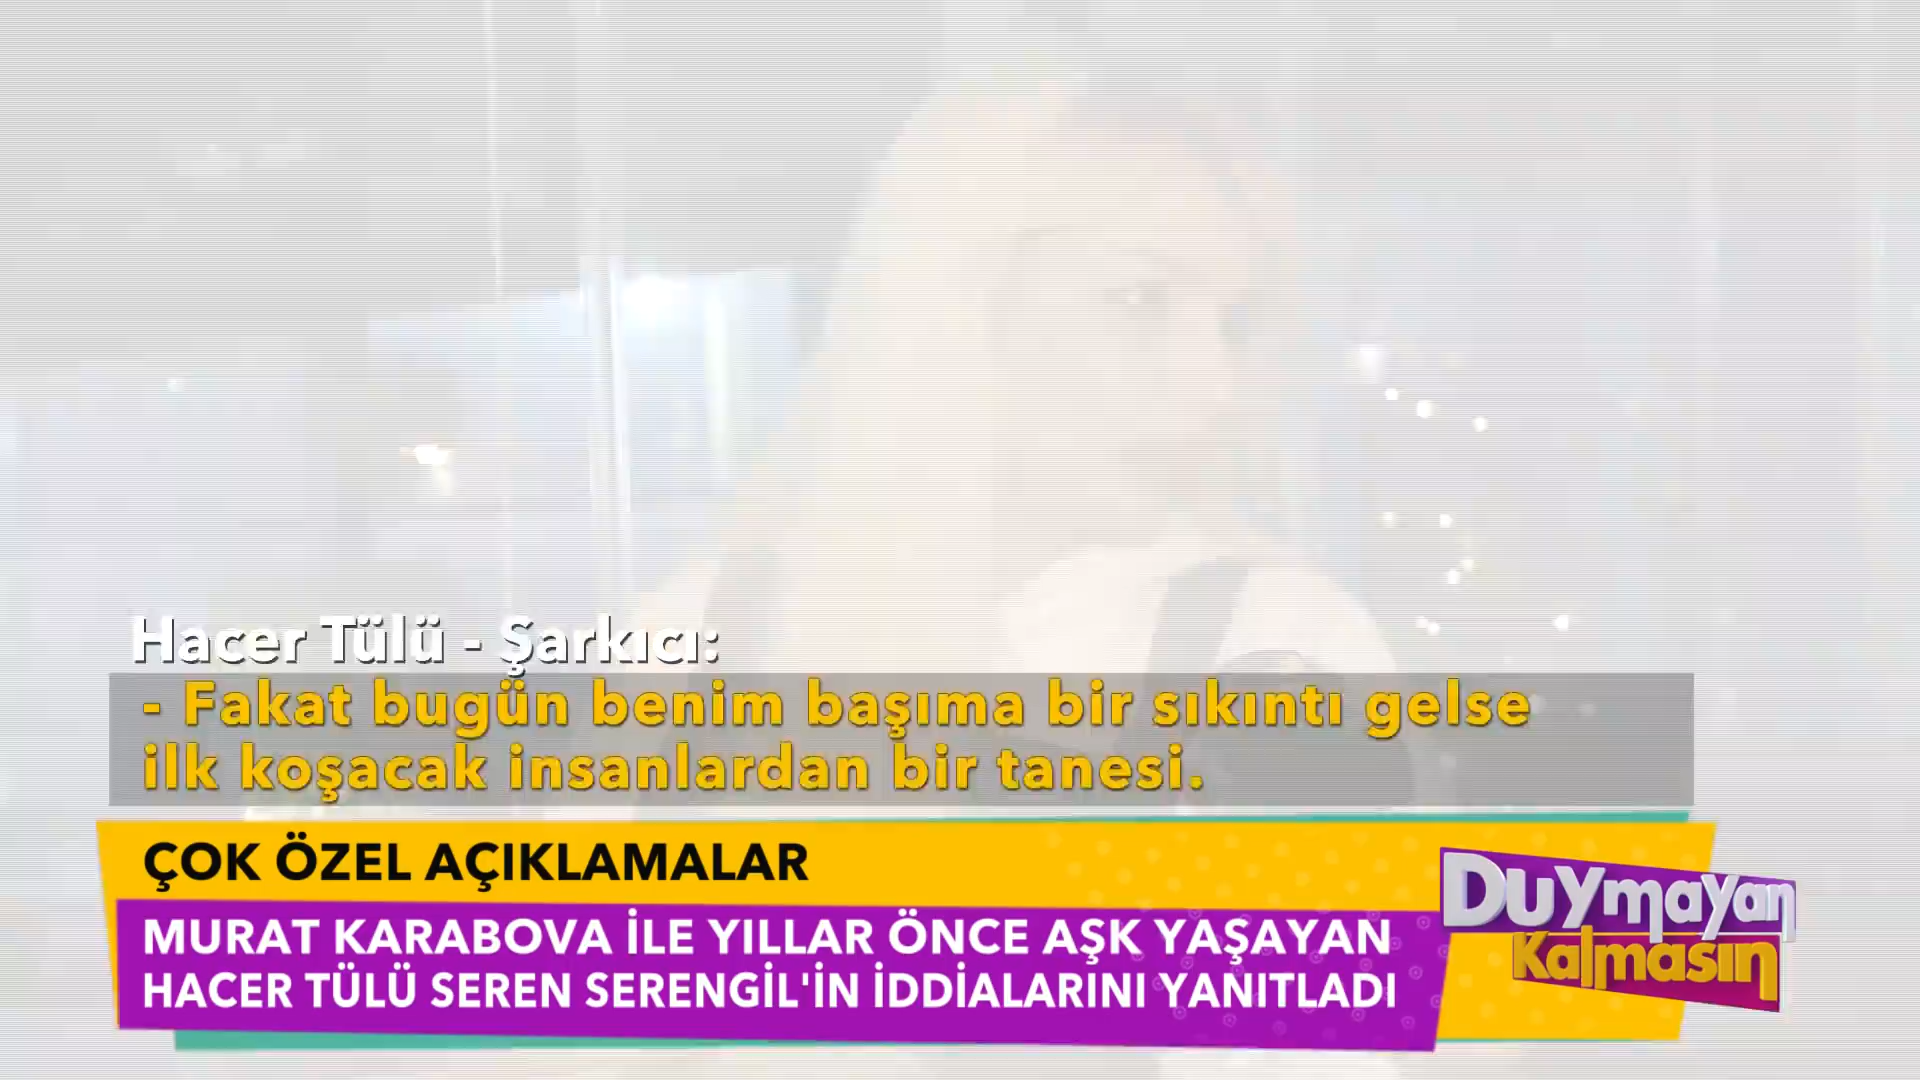 Hacer Tülü - Şarkıcı:
- Fakat bugün benim başıma bir sıkıntı gelse
ilk koşacak insanlardan bir tanesi.
ÇOK ÖZEL AÇIKLAMALAR
MURAT KARABOVA İLE YILLAR ÖNCE AŞK YAŞAYAN
HACER TÜLÜ SEREN SERENGİL'İN İDDİALARINI YANITLADI
Duymayan
Kalmasın